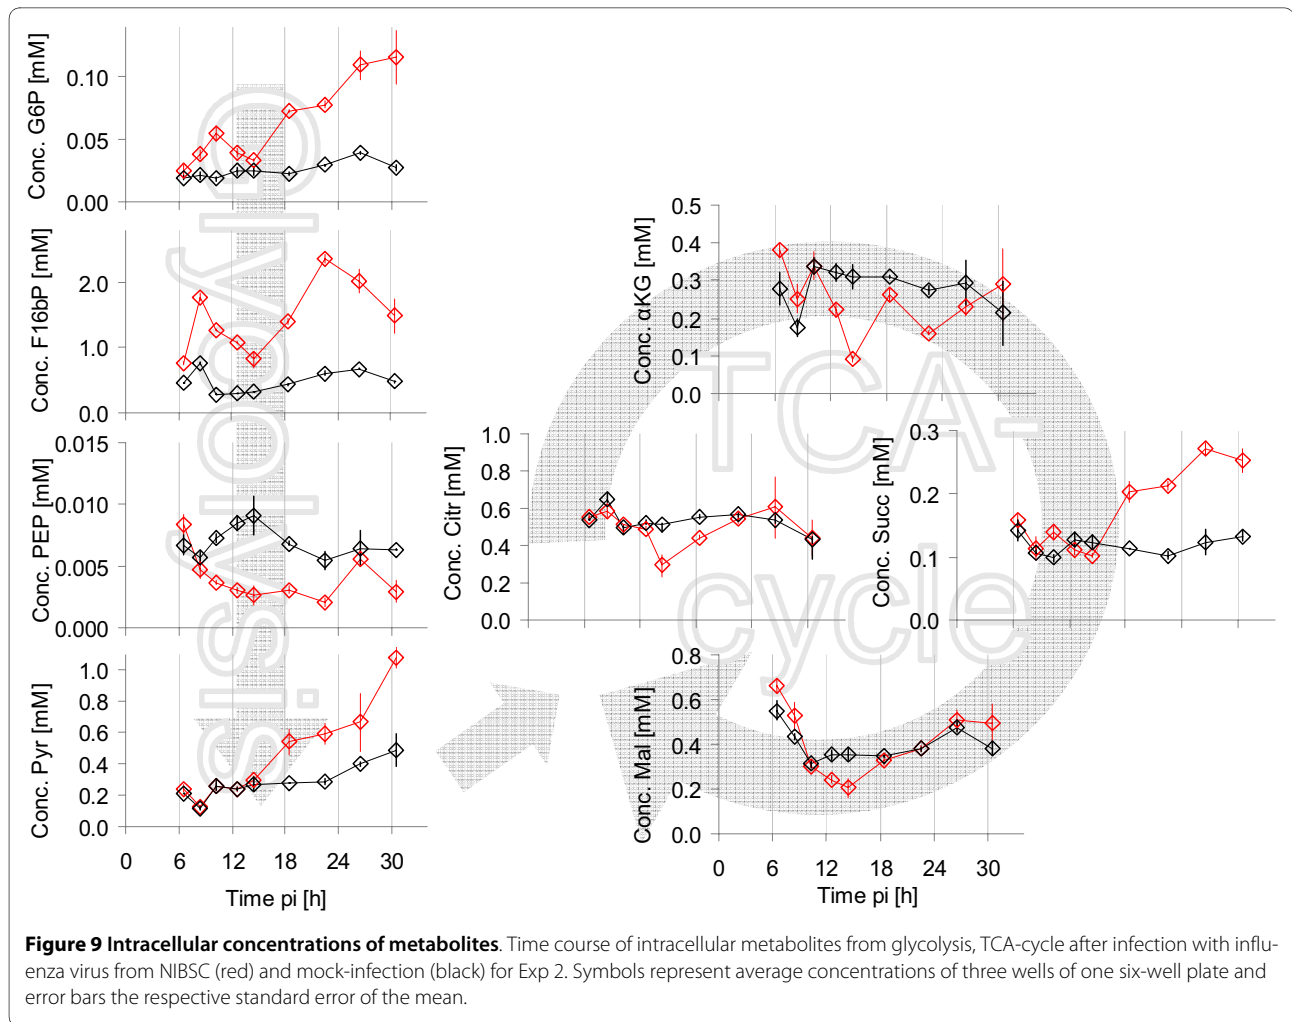 Conc. G6P [mM]
0.10
0.05
0.00
Conc. F16bP [mM]
2.0
1.0
0.0
Conc. PEP [mM]
0.015
0.010
0.005
0.000
Conc. Pyr [mM]
1.0
0.8
0.6
0.4
0.2
0.0
0 6 12 18 24 30
Time pi [h]
Glycolysis
Conc. αKG [mM]
0.5
0.4
0.3
0.2
0.1
0.0
TCA-
cycle
Conc. Citr [mM]
1.0
0.8
0.6
0.4
0.2
0.0
Conc. Succ [mM]
0.3
0.2
0.1
0.0
Conc. Mal [mM]
0.8
0.6
0.4
0.2
0.0
0 6 12 18 24 30
Time pi [h]
Figure 9 Intracellular concentrations of metabolites. Time course of intracellular metabolites from glycolysis, TCA-cycle after infection with influ-
enza virus from NIBSC (red) and mock-infection (black) for Exp 2. Symbols represent average concentrations of three wells of one six-well plate and
error bars the respective standard error of the mean.